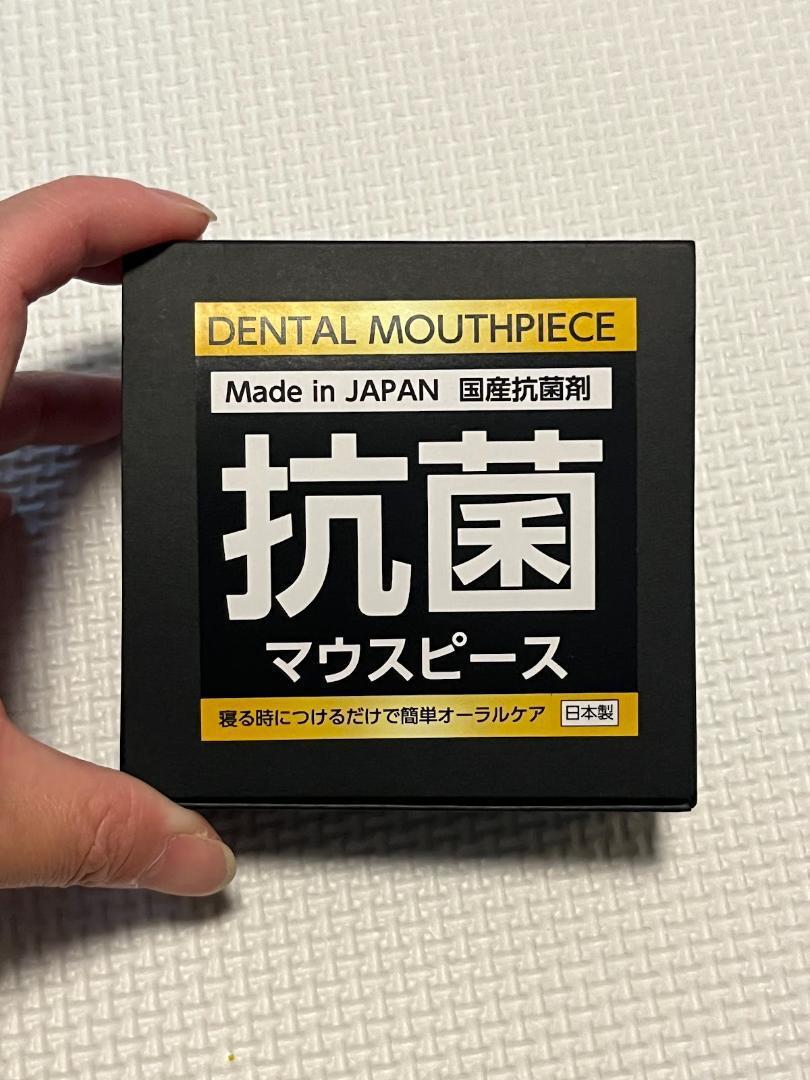 DENTAL MOUTHPIECE
Made in JAPAN 国産抗菌剤
抗菌
マウスピース
寝る時につけるだけで簡単オーラルケア 日本製